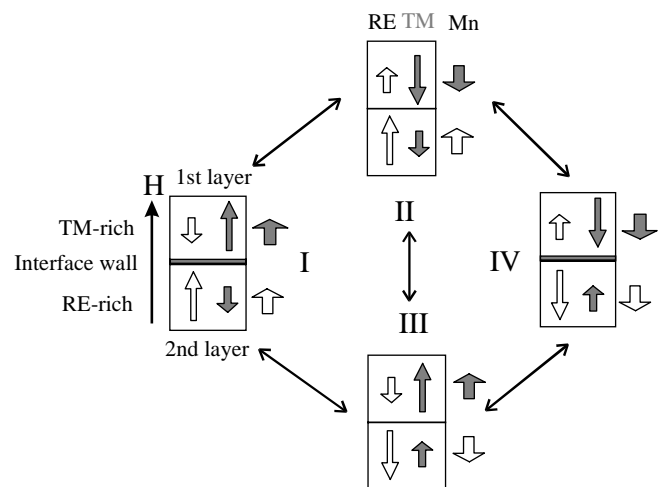 RE TM Mn
H 1st layer
TM-rich
Interface wall
RE-rich
2nd layer
I
II
III
IV